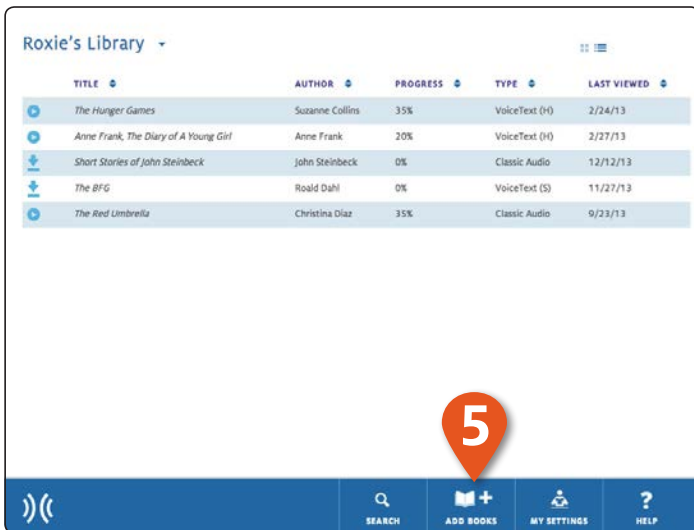 Roxie's Library
TITLE AUTHOR PROGRESS TYPE LAST VIEWED
The Hunger Games Suzanne Collins 35% VoiceText (H) 2/24/13
Anne Frank, The Diary of A Young Girl Anne Frank 20% VoiceText (H) 2/27/13
Short Stories of John Steinbeck John Steinbeck 0% Classic Audio 12/12/13
The BFG Roald Dahl 0% VoiceText (S) 11/27/13
The Red Umbrella Christina Diaz 35% Classic Audio 9/23/13
5
SEARCH ADD BOOKS MY SETTINGS HELP